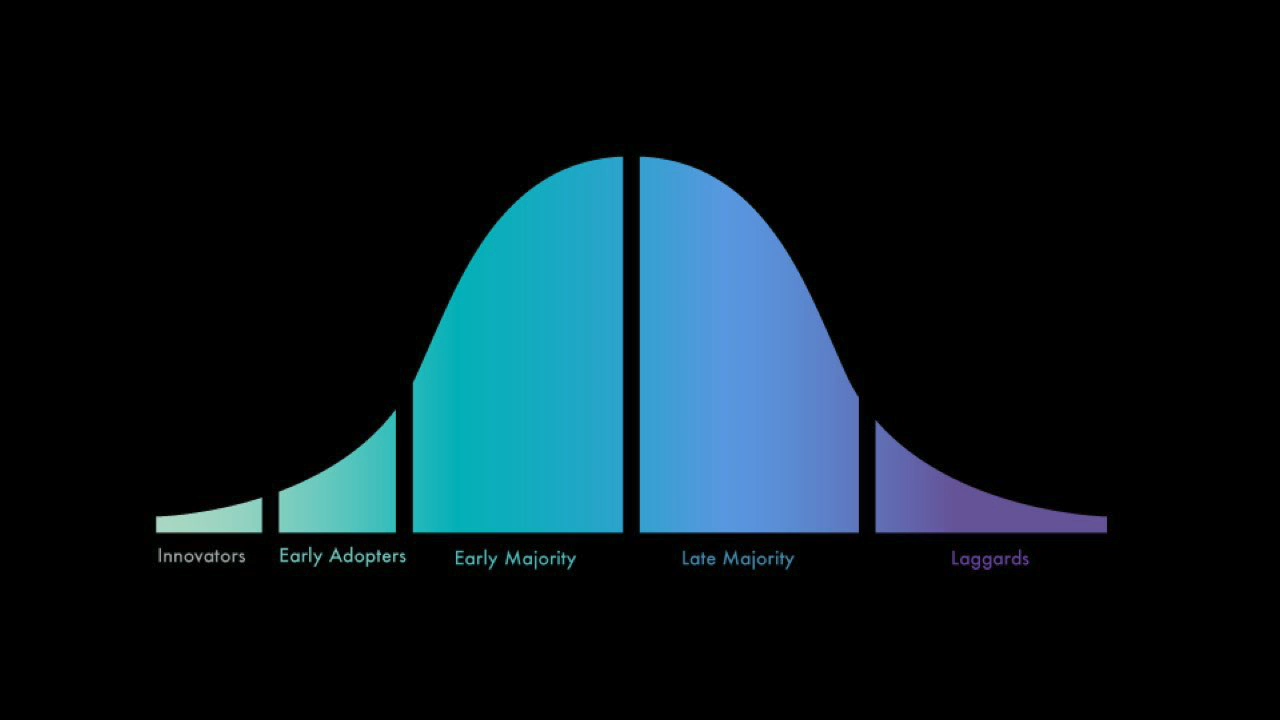 Innovators
Early Adopters
Early Majority
Late Majority
Laggards